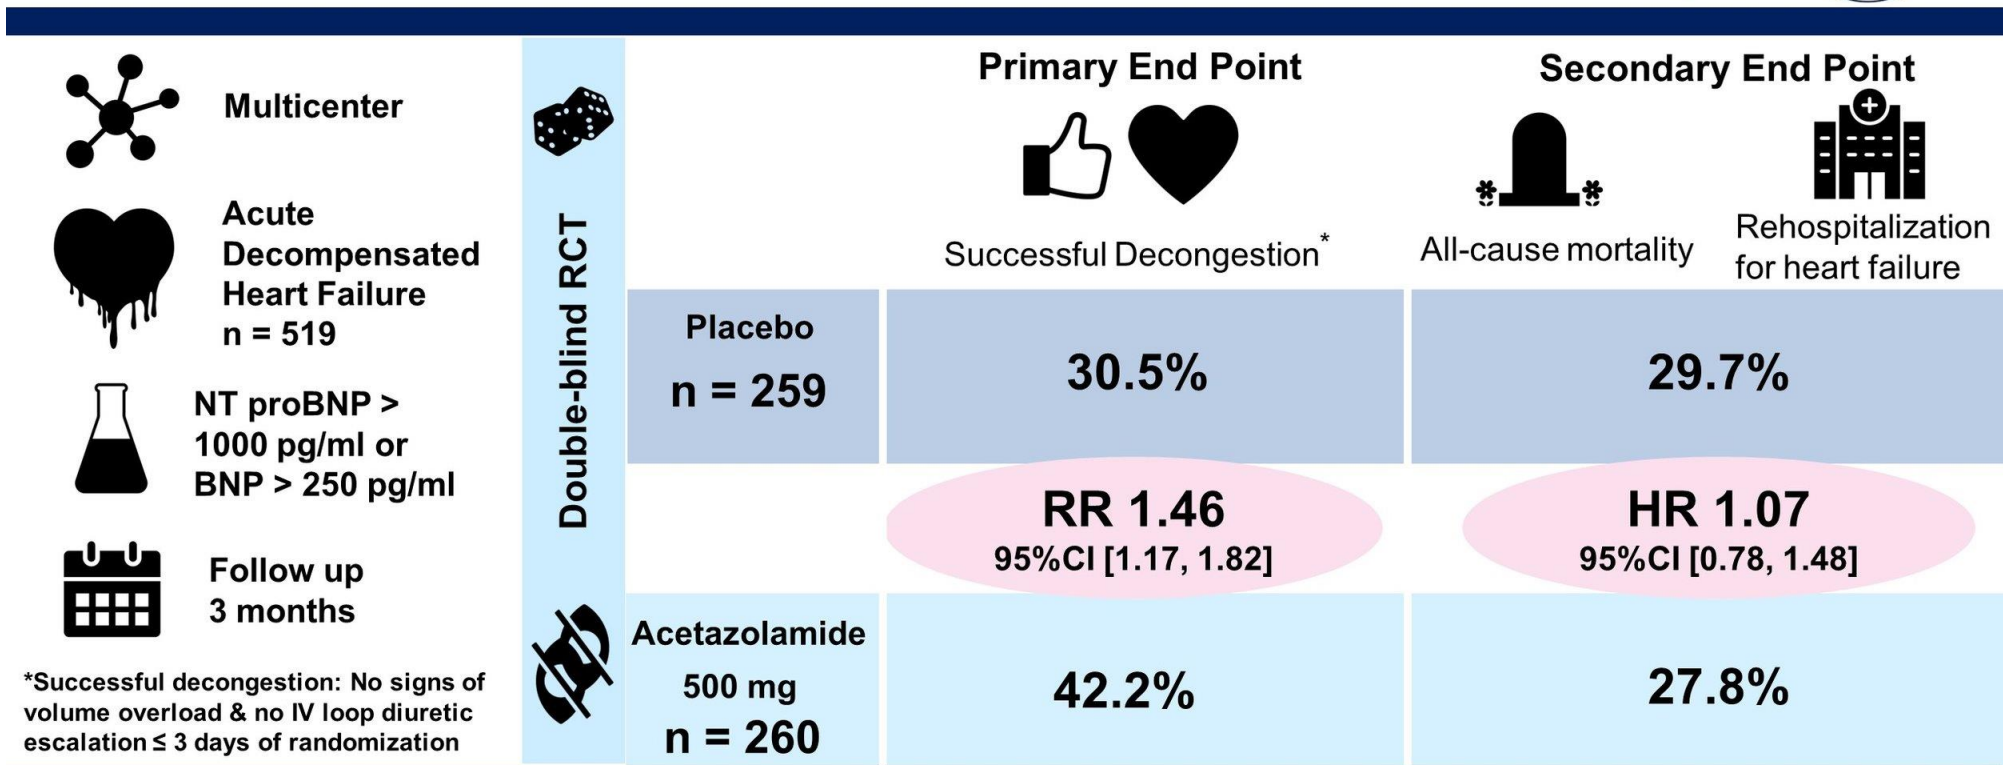 Multicenter
Acute
Decompensated
Heart Failure
n = 519
NT proBNP >
1000 pg/ml or
BNP > 250 pg/ml
Follow up
3 months
*Successful decongestion: No signs of
volume overload & no IV loop diuretic
escalation ≤ 3 days of randomization
Double-blind RCT
Primary End Point
Successful Decongestion*
Secondary End Point
All-cause mortality
Rehospitalization
for heart failure
Placebo
n = 259
30.5%
29.7%
RR 1.46
95%CI [1.17, 1.82]
HR 1.07
95%CI [0.78, 1.48]
Acetazolamide
500 mg
n = 260
42.2%
27.8%